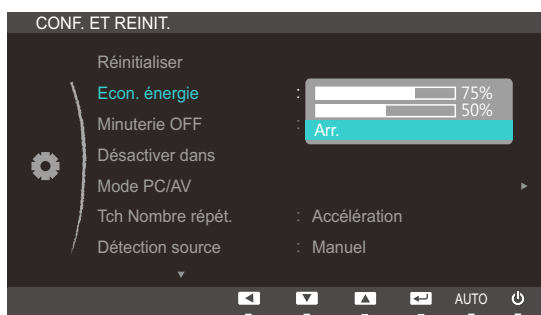 CONF. ET REINIT.
Réinitialiser
Econ. énergie : 75%
50%
Minuterie OFF : Arr.
Désactiver dans
Mode PC/AV
Tch Nombre répét. : Accélération
Détection source : Manuel
AUTO